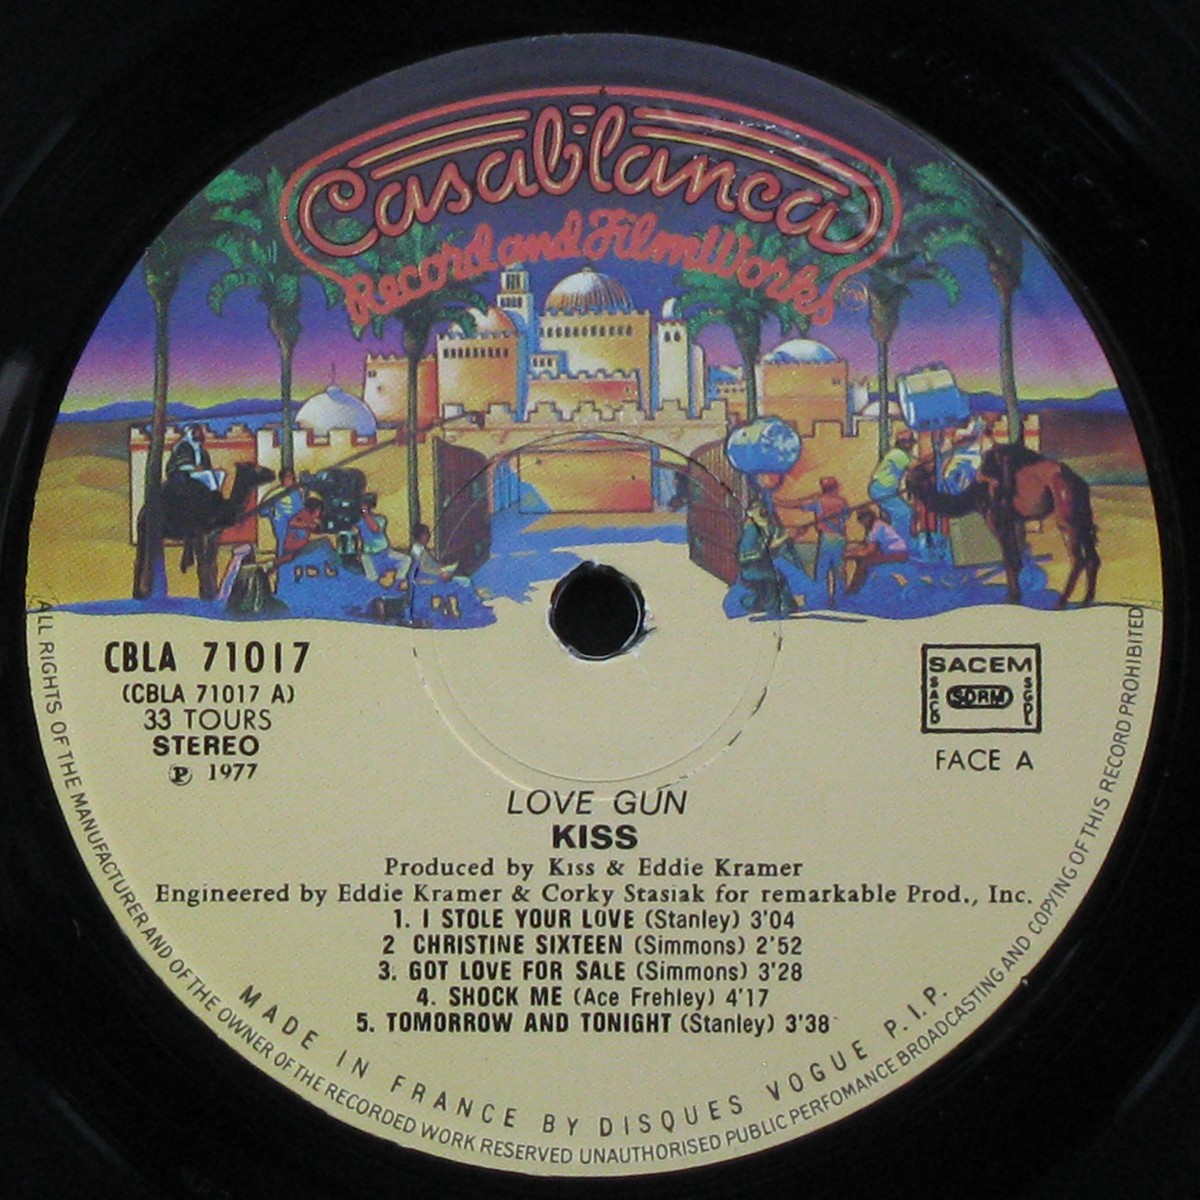 Casablanca
Record and FilmWorks
CBLA 71017
(CBLA 71017 A)
33 TOURS
STEREO
℗ 1977
SACEM
SACD SDRM SGDL
FACE A
LOVE GUN
KISS
Produced by Kiss & Eddie Kramer
Engineered by Eddie Kramer & Corky Stasiak for remarkable Prod., Inc.
1. I STOLE YOUR LOVE (Stanley) 3'04
2 CHRISTINE SIXTEEN (Simmons) 2'52
3. GOT LOVE FOR SALE (Simmons) 3'28
4. SHOCK ME (Ace Frehley) 4'17
5. TOMORROW AND TONIGHT (Stanley) 3'38
MADE IN FRANCE BY DISQUES VOGUE P.I.P.
ALL RIGHTS OF THE MANUFACTURER AND OF THE OWNER OF THE RECORDED WORK RESERVED UNAUTHORISED PUBLIC PERFOMANCE BROADCASTING AND COPYING OF THIS RECORD PROHIBITED